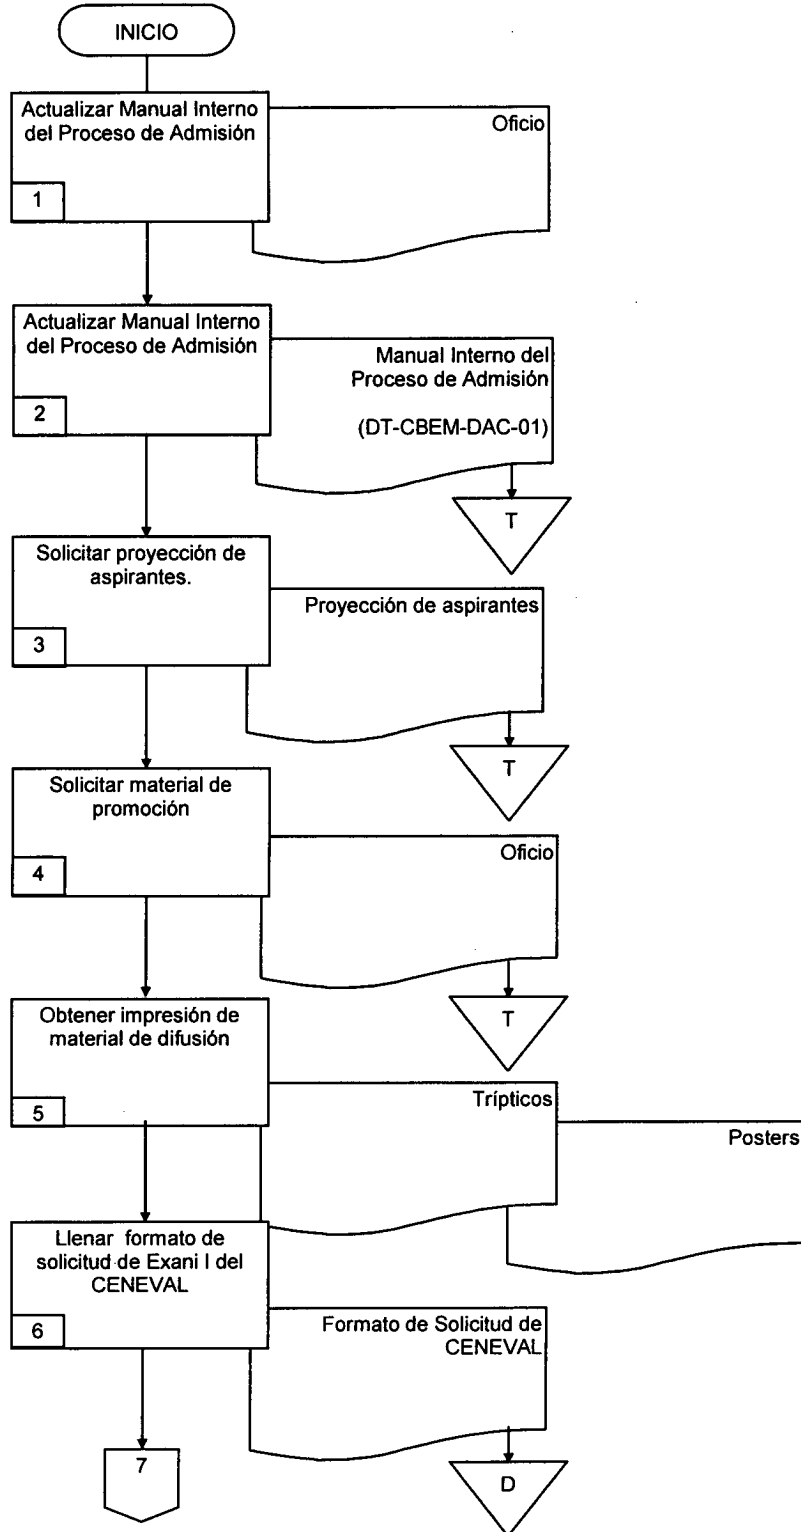 INICIO
Actualizar Manual Interno
del Proceso de Admisión
1
Oficio
Actualizar Manual Interno
del Proceso de Admisión
2
Manual Interno del
Proceso de Admisión
(DT-CBEM-DAC-01)
T
Solicitar proyección de
aspirantes.
3
Proyección de aspirantes
T
Solicitar material de
promoción
4
Oficio
T
Obtener impresión de
material de difusión
5
Trípticos
Posters
Llenar formato de
solicitud de Exani I del
CENEVAL
6
Formato de Solicitud de
CENEVAL
7
D